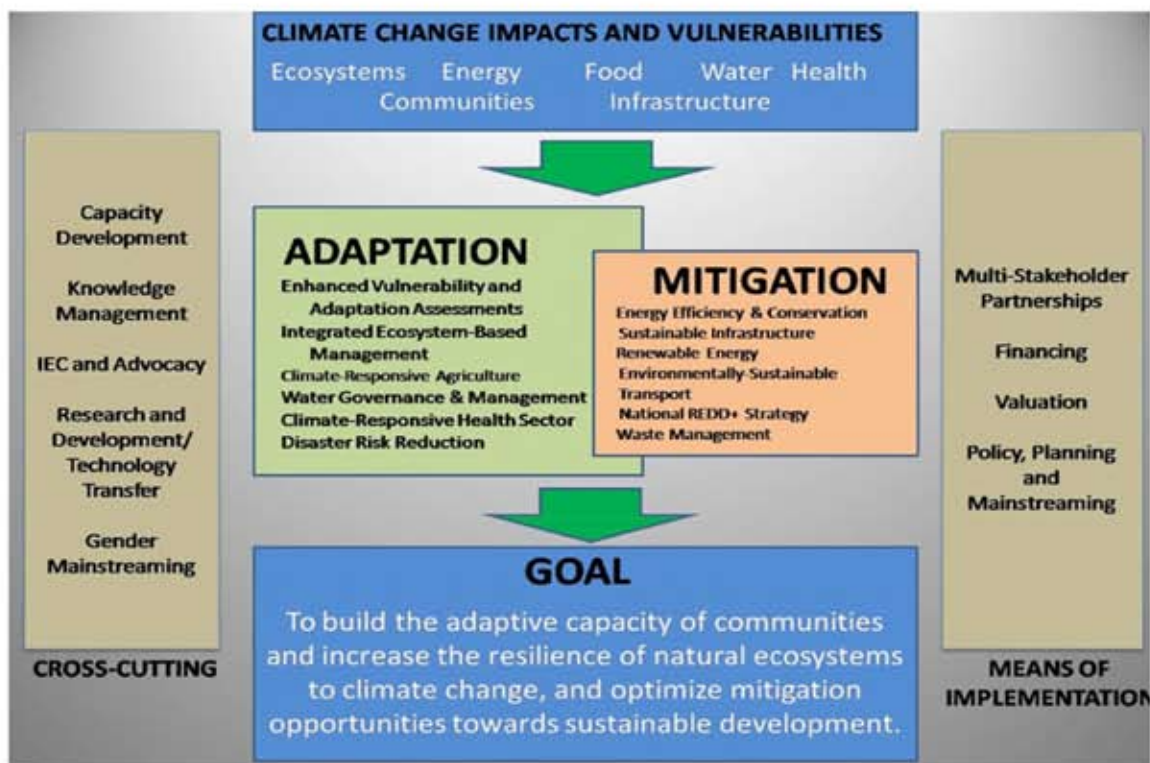 CLIMATE CHANGE IMPACTS AND VULNERABILITIES
Ecosystems Energy Food Water Health
Communities Infrastructure
Capacity
Development
Knowledge
Management
IEC and Advocacy
Research and
Development/
Technology
Transfer
Gender
Mainstreaming
CROSS-CUTTING
ADAPTATION
Enhanced Vulnerability and
Adaptation Assessments
Integrated Ecosystem-Based
Management
Climate-Responsive Agriculture
Water Governance & Management
Climate-Responsive Health Sector
Disaster Risk Reduction
MITIGATION
Energy Efficiency & Conservation
Sustainable Infrastructure
Renewable Energy
Environmentally-Sustainable
Transport
National REDD+ Strategy
Waste Management
Multi-Stakeholder
Partnerships
Financing
Valuation
Policy, Planning
and
Mainstreaming
MEANS OF
IMPLEMENTATION
GOAL
To build the adaptive capacity of communities
and increase the resilience of natural ecosystems
to climate change, and optimize mitigation
opportunities towards sustainable development.